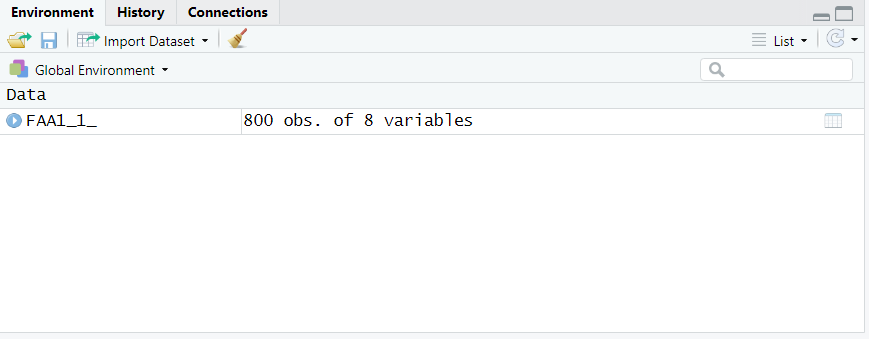 Environment History Connections
Import Dataset List
Global Environment
Data
FAA1_1_ 800 obs. of 8 variables